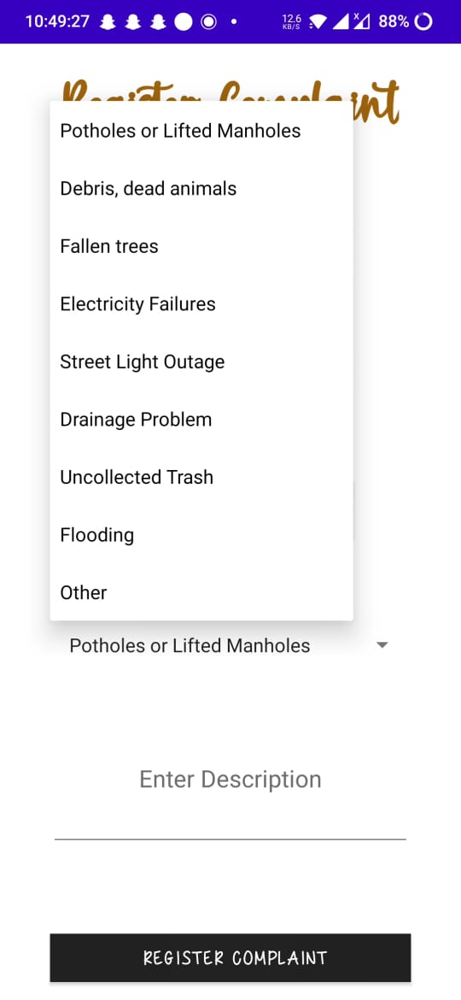 10:49:27 12.6 KB/S 88%
Register Complaint
Potholes or Lifted Manholes
Debris, dead animals
Fallen trees
Electricity Failures
Street Light Outage
Drainage Problem
Uncollected Trash
Flooding
Other
Potholes or Lifted Manholes
Enter Description
REGISTER COMPLAINT